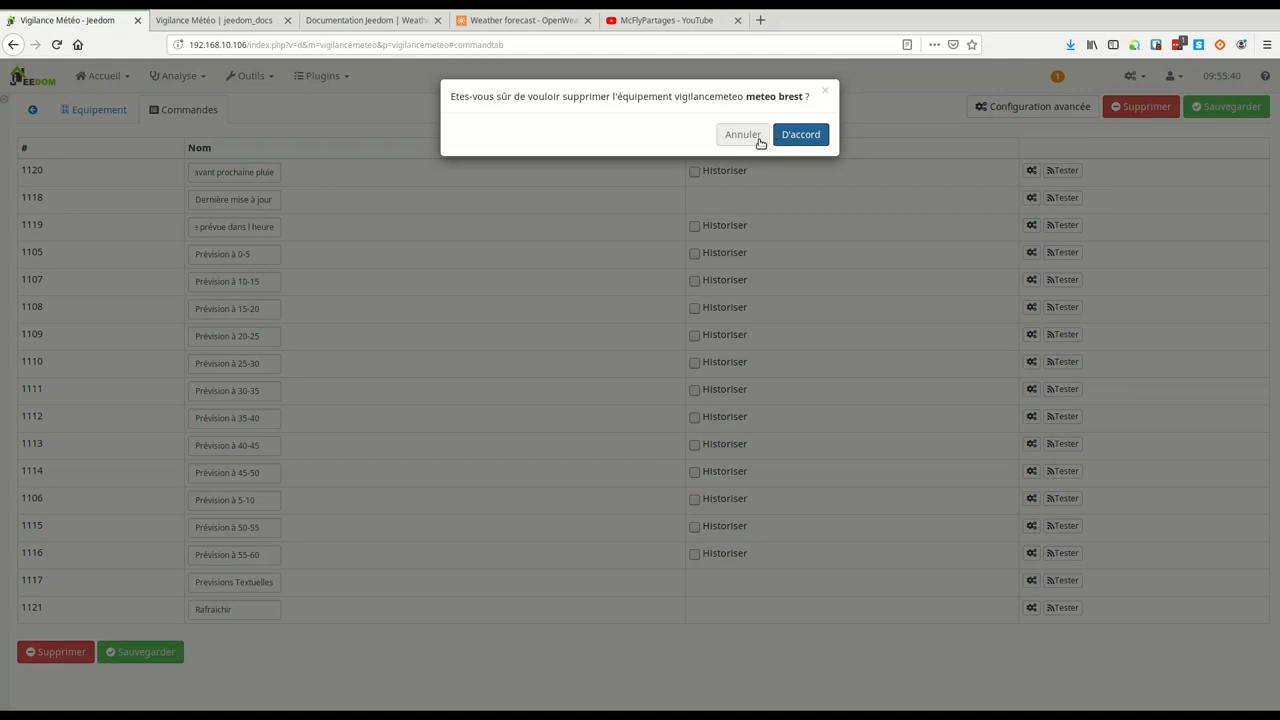 Vigilance Météo - Jeedom
Vigilance Météo | jeedom_docs
Documentation Jeedom | Weathe
Weather forecast - OpenWea
McFlyPartages - YouTube
192.168.10.106/index.php?v=d&m=vigilancemeteo&p=vigilancemeteo#commandtab
1
JEEDOM
Accueil
Analyse
Outils
Plugins
1
09:55:40
Equipement
Commandes
Configuration avancée
Supprimer
Sauvegarder
Etes-vous sûr de vouloir supprimer l'équipement vigilancemeteo meteo brest ?
Annuler
D'accord
#
Nom
1120
avant prochaine pluie
Historiser
Tester
1118
Dernière mise à jour
Tester
1119
prévue dans l heure
Historiser
Tester
1105
Prévision à 0-5
Historiser
Tester
1107
Prévision à 10-15
Historiser
Tester
1108
Prévision à 15-20
Historiser
Tester
1109
Prévision à 20-25
Historiser
Tester
1110
Prévision à 25-30
Historiser
Tester
1111
Prévision à 30-35
Historiser
Tester
1112
Prévision à 35-40
Historiser
Tester
1113
Prévision à 40-45
Historiser
Tester
1114
Prévision à 45-50
Historiser
Tester
1106
Prévision à 5-10
Historiser
Tester
1115
Prévision à 50-55
Historiser
Tester
1116
Prévision à 55-60
Historiser
Tester
1117
Previsions Textuelles
Tester
1121
Rafraichir
Tester
Supprimer
Sauvegarder